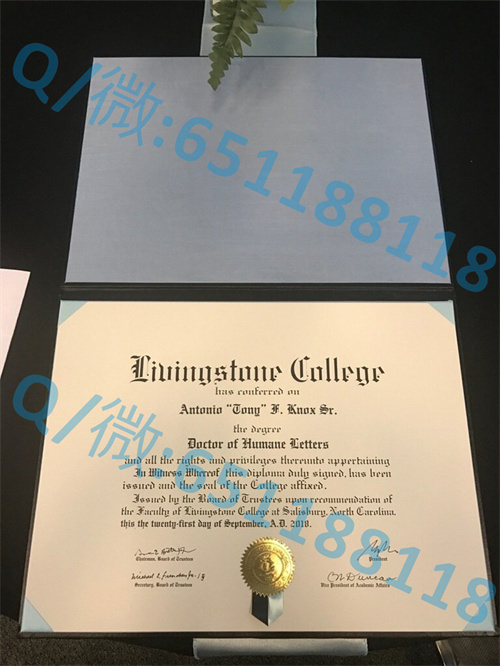 Q/微:651188118
Livingstone College
has conferred on
Antonio "Tony" F. Knox Sr.
the degree
Doctor of Humane Letters
and all the rights and privileges thereunto appertaining
In Witness Whereof this diploma duly signed, has been
issued and the seal of the College affixed.
Issued by the Board of Trustees upon recommendation of
the Faculty of Livingstone College at Salisbury, North Carolina,
this the twenty-first day of September, A.D. 2018.
Chairman, Board of Trustees
President
Secretary, Board of Trustees
Vice President of Academic Affairs
Q/微:651188118